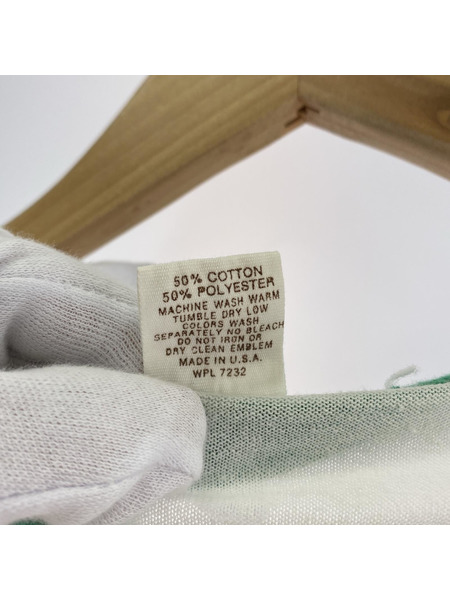 50% COTTON
50% POLYESTER
MACHINE WASH WARM
TUMBLE DRY LOW
COLORS WASH
SEPARATELY NO BLEACH
DO NOT IRON OR
DRY CLEAN EMBLEM
MADE IN U.S.A.
WPL 7232